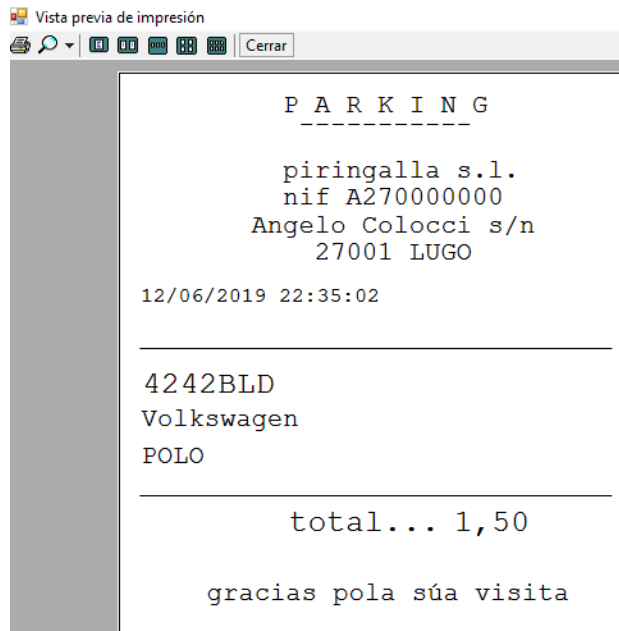 Vista previa de impresión
Cerrar
P A R K I N G
-----------
piringalla s.l.
nif A270000000
Angelo Colocci s/n
27001 LUGO
12/06/2019 22:35:02
4242BLD
Volkswagen
POLO
total... 1,50
gracias pola súa visita